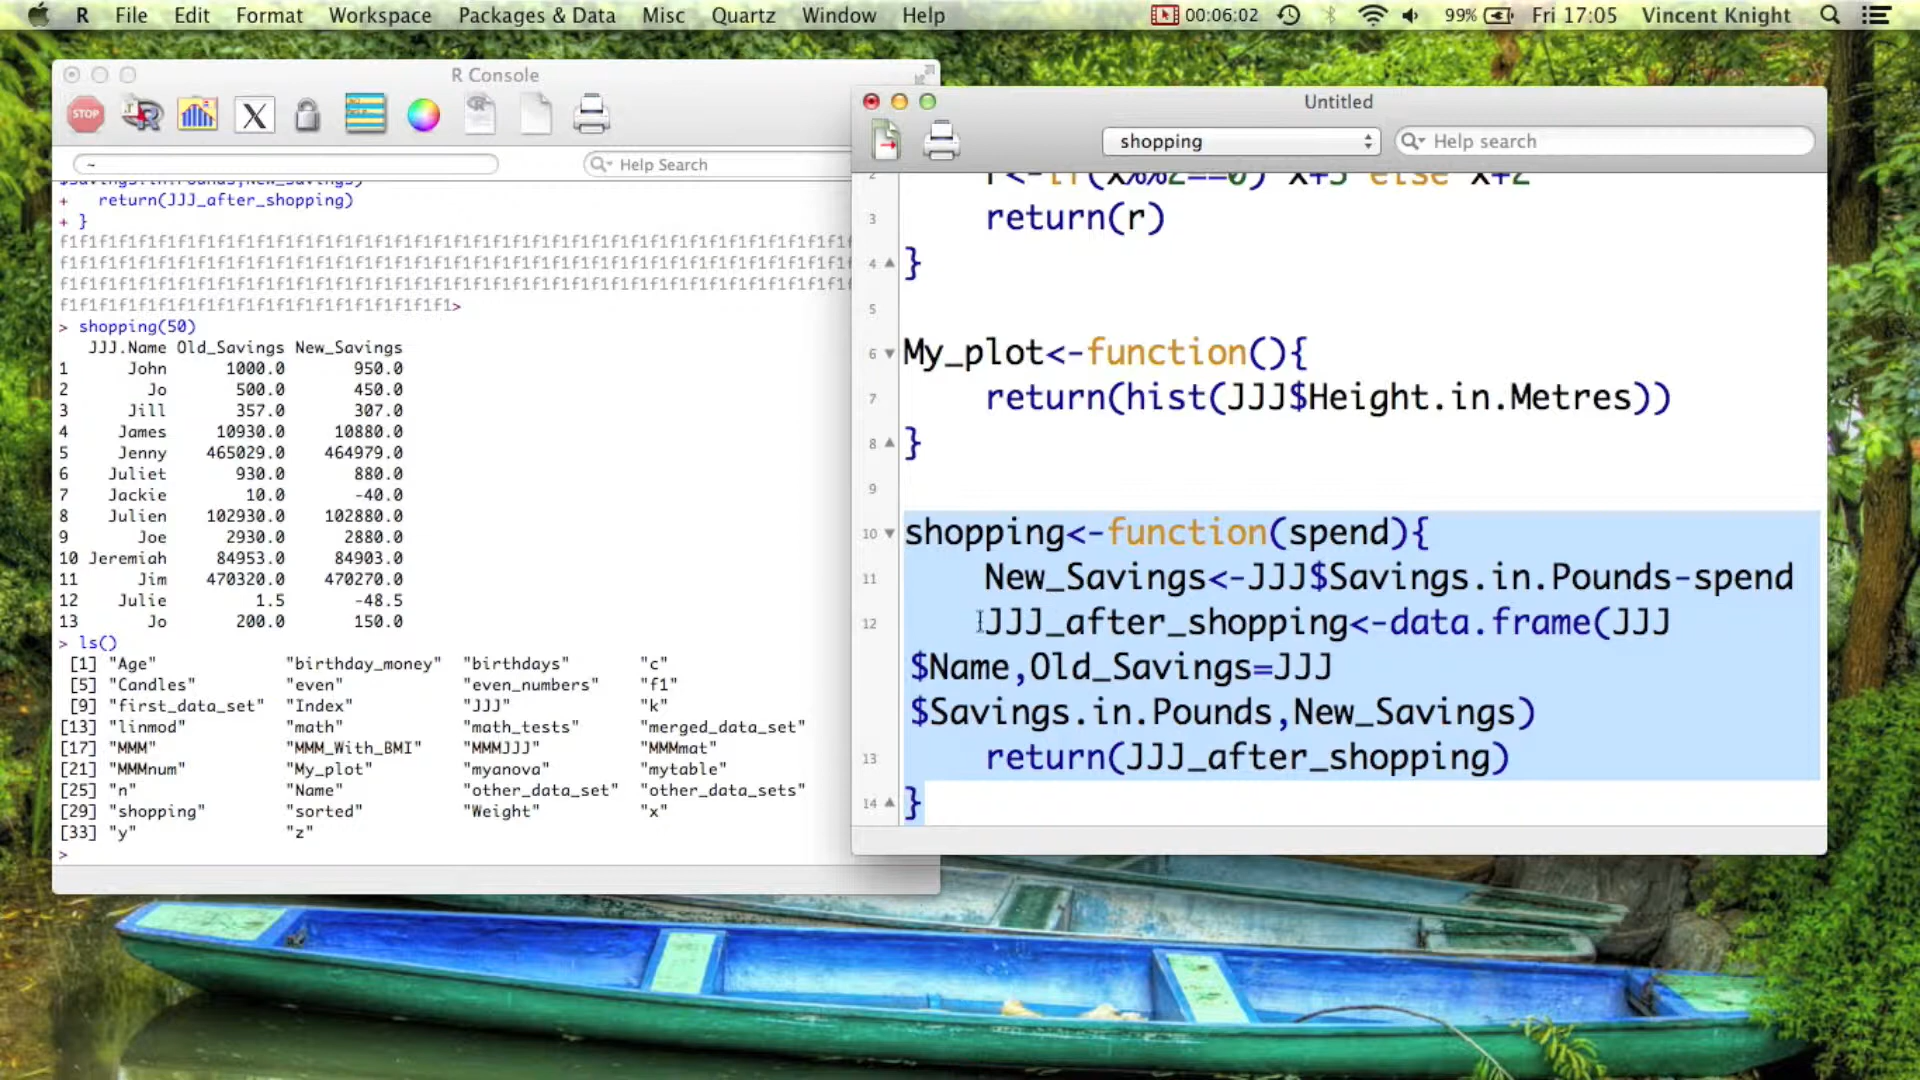 R File Edit Format Workspace Packages & Data Misc Quartz Window Help 00:06:02 99% Fri 17:05 Vincent Knight
R Console
STOP
~ Help Search
+ return(JJJ_after_shopping)
+ }
> shopping(50)
JJJ.Name Old_Savings New_Savings
1 John 1000.0 950.0
2 Jo 500.0 450.0
3 Jill 357.0 307.0
4 James 10930.0 10880.0
5 Jenny 465029.0 464979.0
6 Juliet 930.0 880.0
7 Jackie 10.0 -40.0
8 Julien 102930.0 102880.0
9 Joe 2930.0 2880.0
10 Jeremiah 84953.0 84903.0
11 Jim 470320.0 470270.0
12 Julie 1.5 -48.5
13 Jo 200.0 150.0
> ls()
[1] "Age" "birthday_money" "birthdays" "c"
[5] "Candles" "even" "even_numbers" "f1"
[9] "first_data_set" "Index" "JJJ" "k"
[13] "linmod" "math" "math_tests" "merged_data_set"
[17] "MMM" "MMM_With_BMI" "MMMJJJ" "MMMmat"
[21] "MMMnum" "My_plot" "myanova" "mytable"
[25] "n" "Name" "other_data_set" "other_data_sets"
[29] "shopping" "sorted" "Weight" "x"
[33] "y" "z"
>
Untitled
shopping Help search
2 r<-if(x%%2==0) x+3 else x+2
3 return(r)
4 }
5
6 My_plot<-function(){
7 return(hist(JJJ$Height.in.Metres))
8 }
9
10 shopping<-function(spend){
11 New_Savings<-JJJ$Savings.in.Pounds-spend
12 JJJ_after_shopping<-data.frame(JJJ
$Name,Old_Savings=JJJ
$Savings.in.Pounds,New_Savings)
13 return(JJJ_after_shopping)
14 }